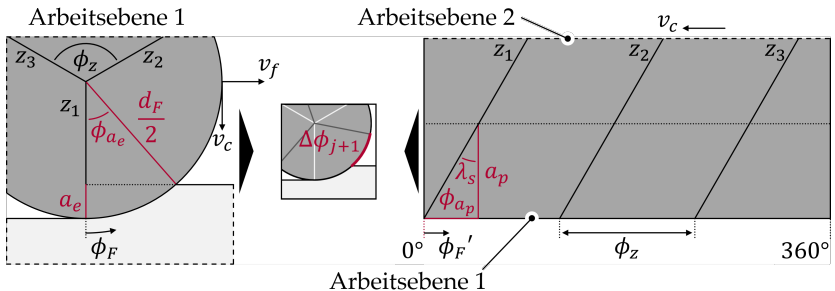 Arbeitsebene 1
Arbeitsebene 2
v_c
z_3
ϕ_z
z_2
v_f
z_1
z_2
z_3
z_1
d_F/2
ϕ_{a_e}
v_c
Δϕ_{j+1}
λ_s
a_p
ϕ_{a_p}
a_e
ϕ_F
0°
ϕ_F'
ϕ_z
360°
Arbeitsebene 1